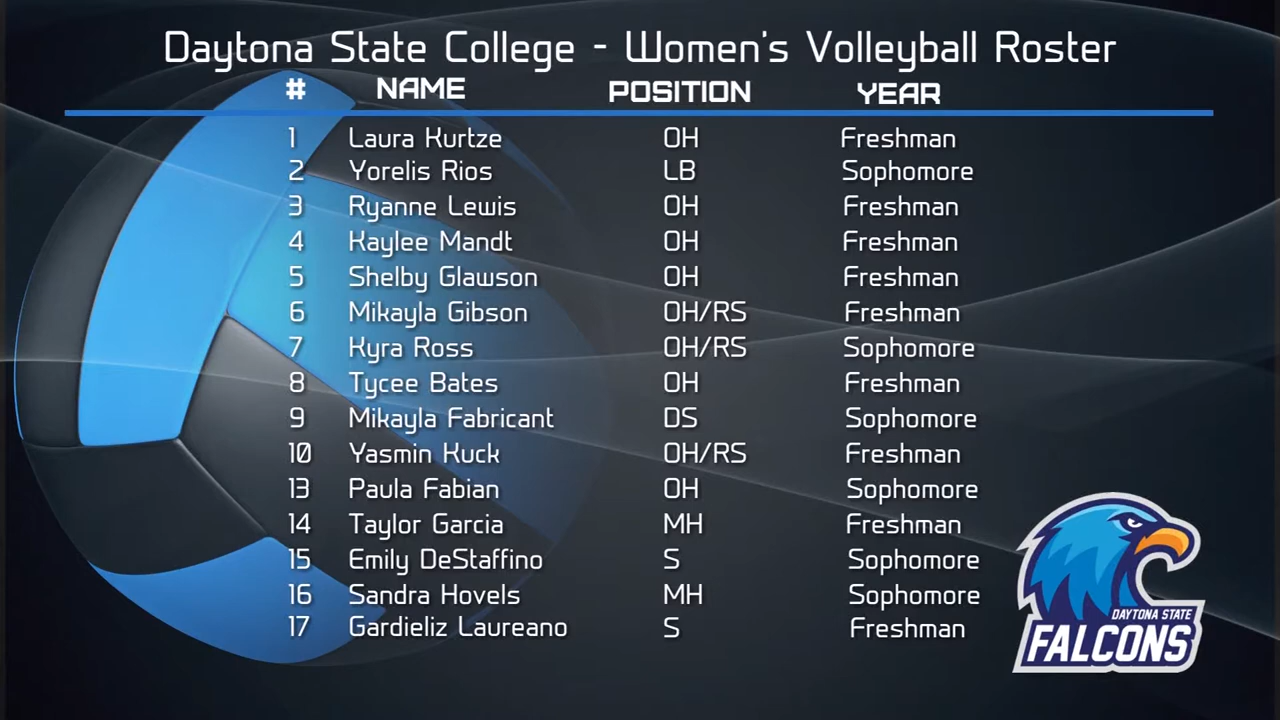 Daytona State College - Women's Volleyball Roster
# NAME POSITION YEAR
1 Laura Kurtze OH Freshman
2 Yorelis Rios LB Sophomore
3 Ryanne Lewis OH Freshman
4 Kaylee Mandt OH Freshman
5 Shelby Glawson OH Freshman
6 Mikayla Gibson OH/RS Freshman
7 Kyra Ross OH/RS Sophomore
8 Tycee Bates OH Freshman
9 Mikayla Fabricant DS Sophomore
10 Yasmin Kuck OH/RS Freshman
13 Paula Fabian OH Sophomore
14 Taylor Garcia MH Freshman
15 Emily DeStaffino S Sophomore
16 Sandra Hovels MH Sophomore
17 Gardieliz Laureano S Freshman
DAYTONA STATE
FALCONS